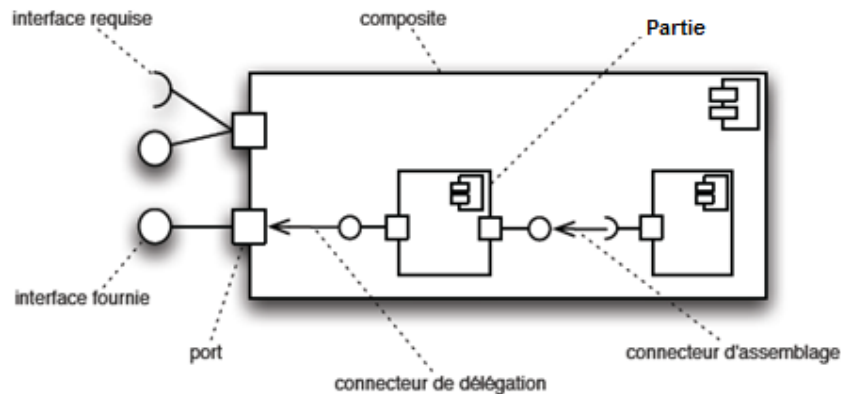 interface requise
composite
Partie
interface fournie
port
connecteur d'assemblage
connecteur de délégation